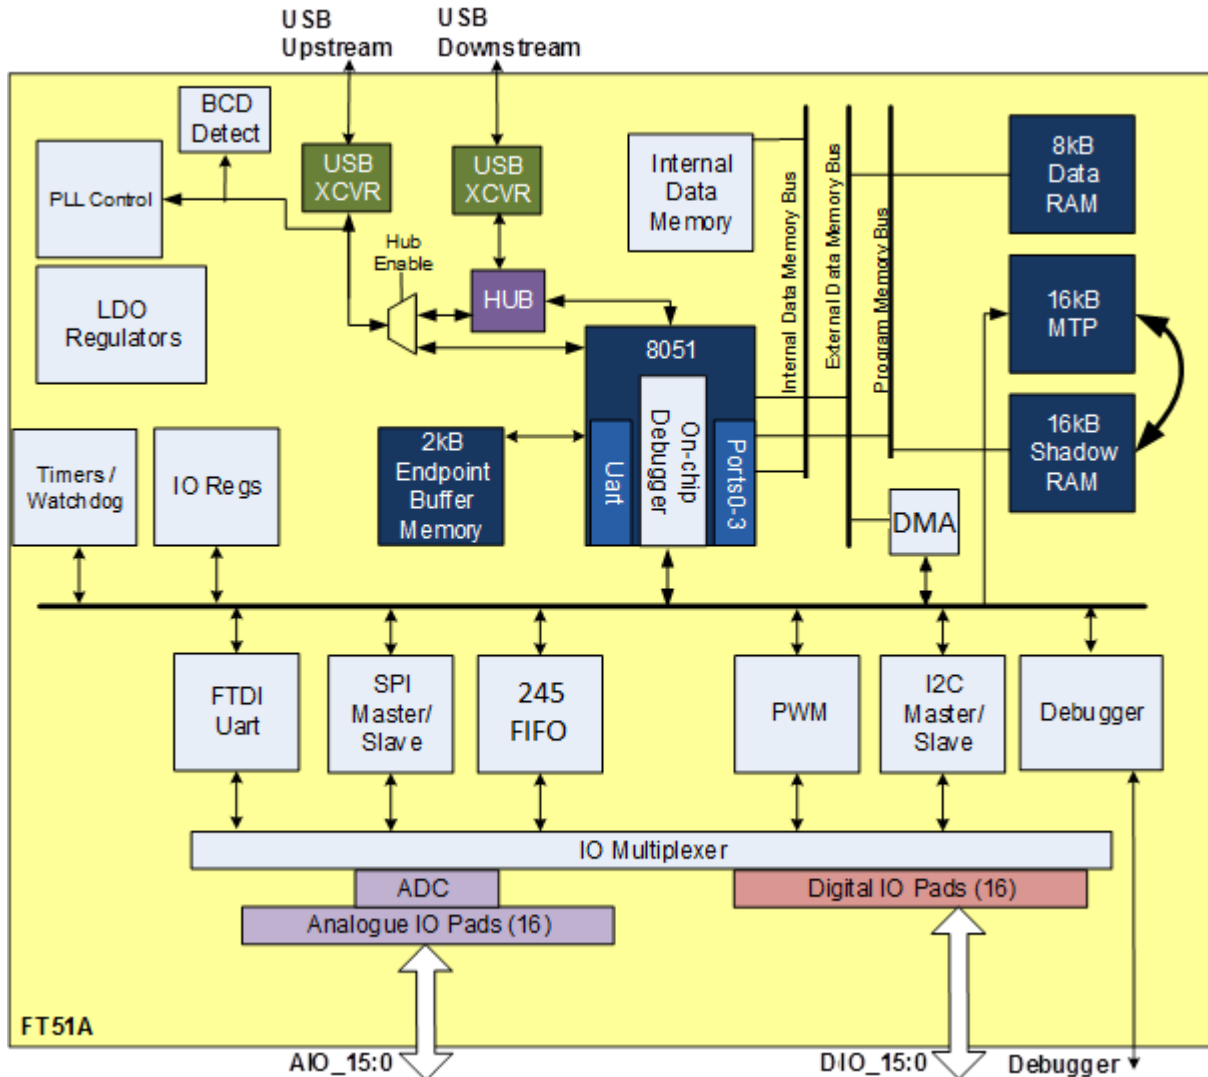 USB
Upstream
USB
Downstream
BCD
Detect
PLL Control
USB
XCVR
USB
XCVR
Internal
Data
Memory
8kB
Data
RAM
Hub
Enable
LDO
Regulators
HUB
Internal Data Memory Bus
External Data Memory Bus
Program Memory Bus
16kB
MTP
8051
On-chip
Debugger
Uart
Ports0-3
16kB
Shadow
RAM
Timers /
Watchdog
IO Regs
2kB
Endpoint
Buffer
Memory
DMA
FTDI
Uart
SPI
Master/
Slave
245
FIFO
PWM
I2C
Master/
Slave
Debugger
IO Multiplexer
ADC
Analogue IO Pads (16)
Digital IO Pads (16)
FT51A
AIO_15:0
DIO_15:0
Debugger